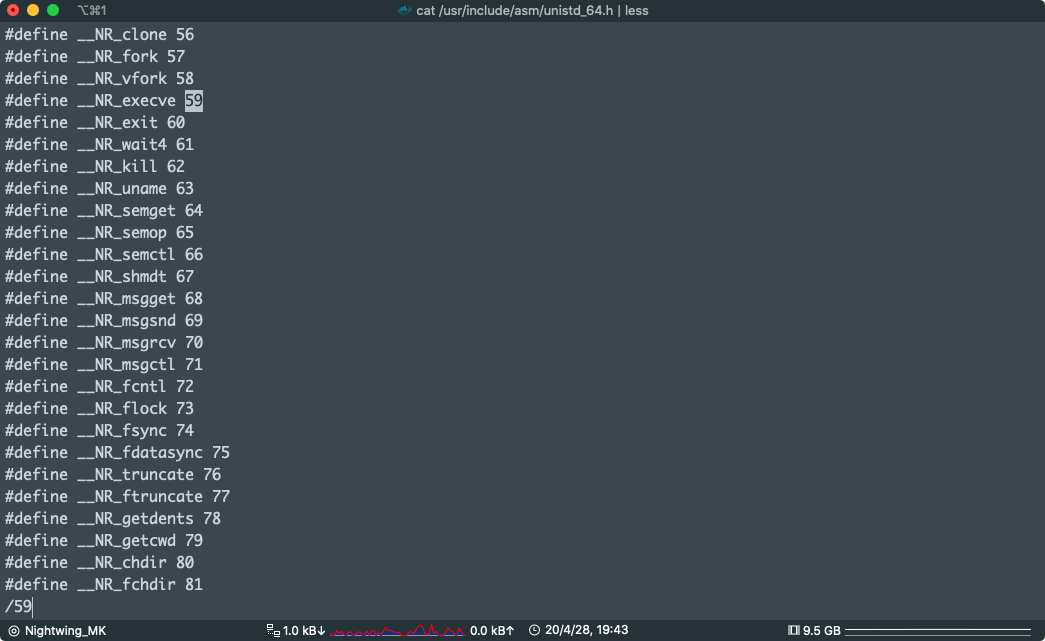 ⌥⌘1
cat /usr/include/asm/unistd_64.h | less
#define __NR_clone 56
#define __NR_fork 57
#define __NR_vfork 58
#define __NR_execve 59
#define __NR_exit 60
#define __NR_wait4 61
#define __NR_kill 62
#define __NR_uname 63
#define __NR_semget 64
#define __NR_semop 65
#define __NR_semctl 66
#define __NR_shmdt 67
#define __NR_msgget 68
#define __NR_msgsnd 69
#define __NR_msgrcv 70
#define __NR_msgctl 71
#define __NR_fcntl 72
#define __NR_flock 73
#define __NR_fsync 74
#define __NR_fdatasync 75
#define __NR_truncate 76
#define __NR_ftruncate 77
#define __NR_getdents 78
#define __NR_getcwd 79
#define __NR_chdir 80
#define __NR_fchdir 81
/59
Nightwing_MK 1.0 kB↓ 0.0 kB↑ 20/4/28, 19:43 9.5 GB